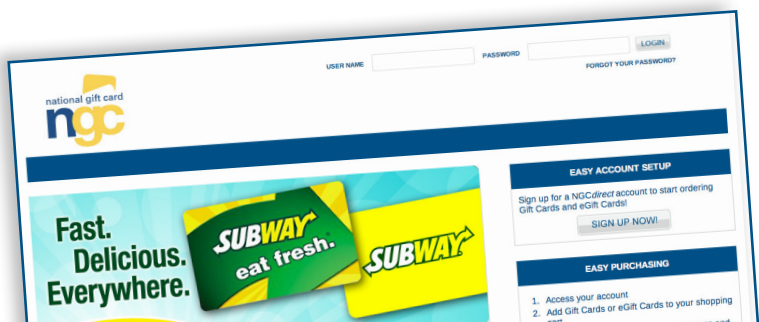 national gift card
ngc
USER NAME
PASSWORD
LOGIN
FORGOT YOUR PASSWORD?
Fast.
Delicious.
Everywhere.
SUBWAY
eat fresh.
SUBWAY
EASY ACCOUNT SETUP
Sign up for a NGCdirect account to start ordering
Gift Cards and eGift Cards!
SIGN UP NOW!
EASY PURCHASING
1. Access your account
2. Add Gift Cards or eGift Cards to your shopping